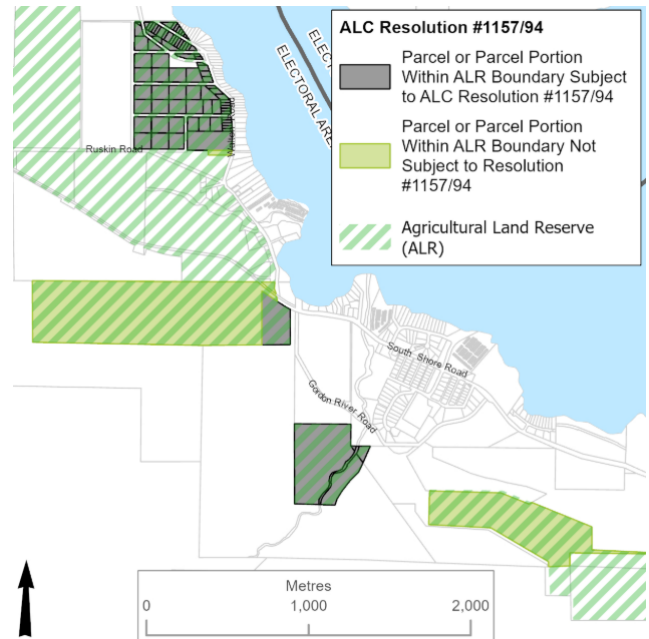 ALC Resolution #1157/94
Parcel or Parcel Portion
Within ALR Boundary Subject
to ALC Resolution #1157/94
Parcel or Parcel Portion
Within ALR Boundary Not
Subject to Resolution
#1157/94
Agricultural Land Reserve
(ALR)
ELECT
ELECTORAL AREA
Ruskin Road
South Shore Road
Gordon River Road
Metres
0 1,000 2,000